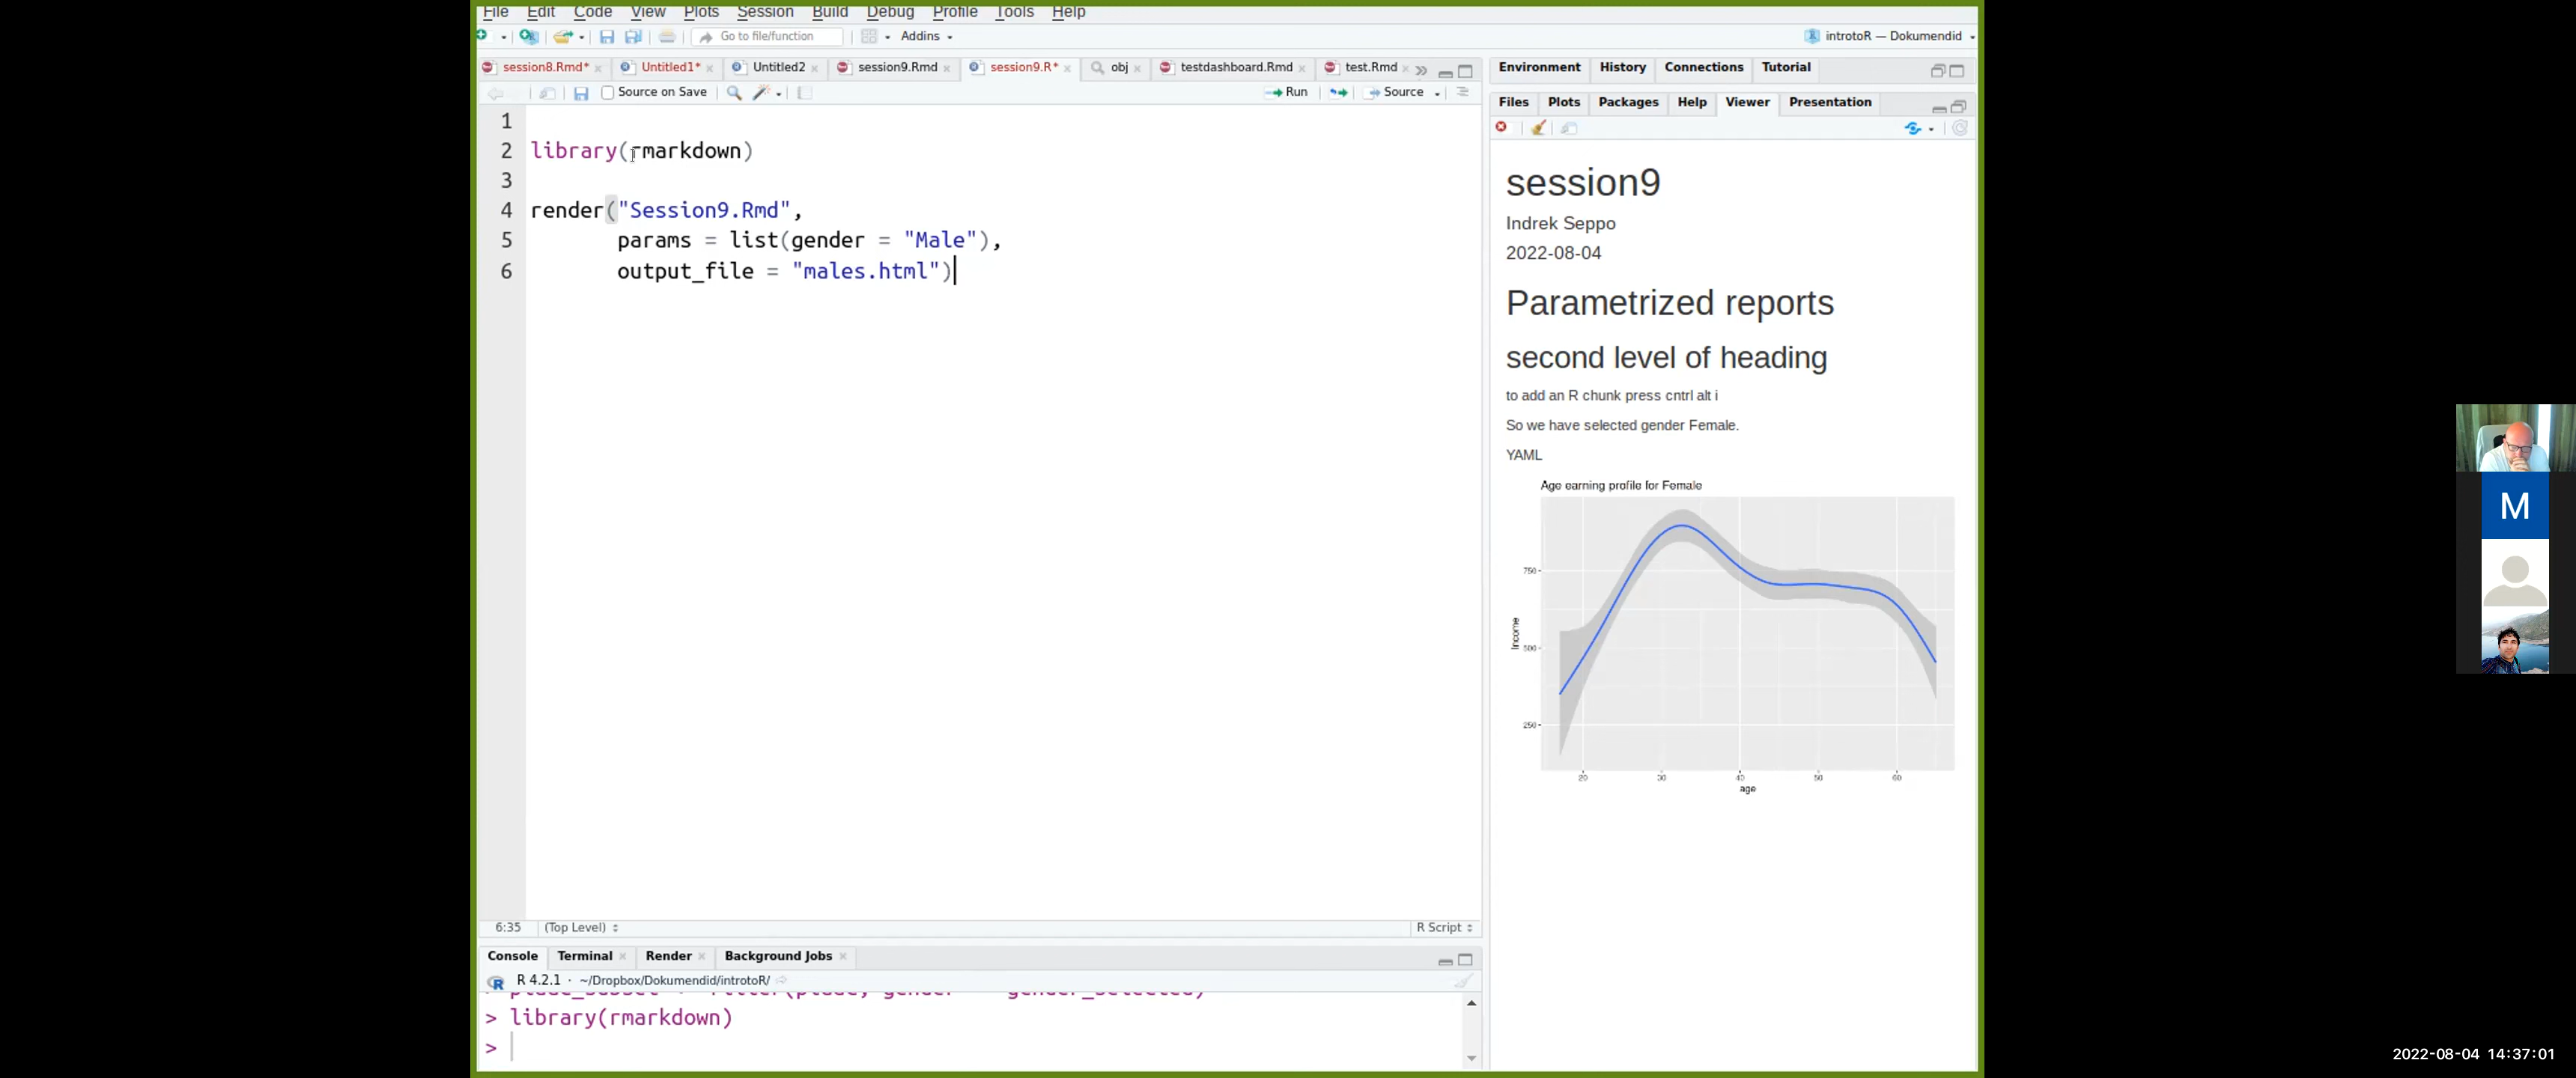 File Edit Code View Plots Session Build Debug Profile Tools Help
Go to file/function Addins introtoR — Dokumendid
session8.Rmd* Untitled1* Untitled2 session9.Rmd session9.R* obj testdashboard.Rmd test.Rmd
Source on Save Run Source
1
2 library(rmarkdown)
3
4 render("Session9.Rmd",
5 params = list(gender = "Male"),
6 output_file = "males.html")
6:35 (Top Level) R Script
Console Terminal Render Background Jobs
R 4.2.1 · ~/Dropbox/Dokumendid/introtoR/
> library(rmarkdown)
>
Environment History Connections Tutorial
Files Plots Packages Help Viewer Presentation
session9
Indrek Seppo
2022-08-04
Parametrized reports
second level of heading
to add an R chunk press cntrl alt i
So we have selected gender Female.
YAML
Age earning profile for Female
750
500
250
Income
20 30 40 50 60
age
M
2022-08-04 14:37:01